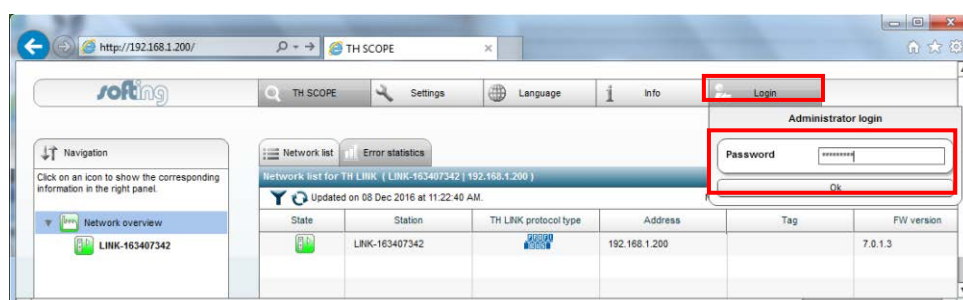 http://192.168.1.200/
TH SCOPE
softing
TH SCOPE
Settings
Language
Info
Login
Administrator login
Password
*********
Ok
Navigation
Click on an icon to show the corresponding
information in the right panel.
Network overview
LINK-163407342
Network list
Error statistics
Network list for TH LINK ( LINK-163407342 | 192.168.1.200 )
Updated on 08 Dec 2016 at 11:22:40 AM.
State Station TH LINK protocol type Address Tag FW version
LINK-163407342 192.168.1.200 7.0.1.3